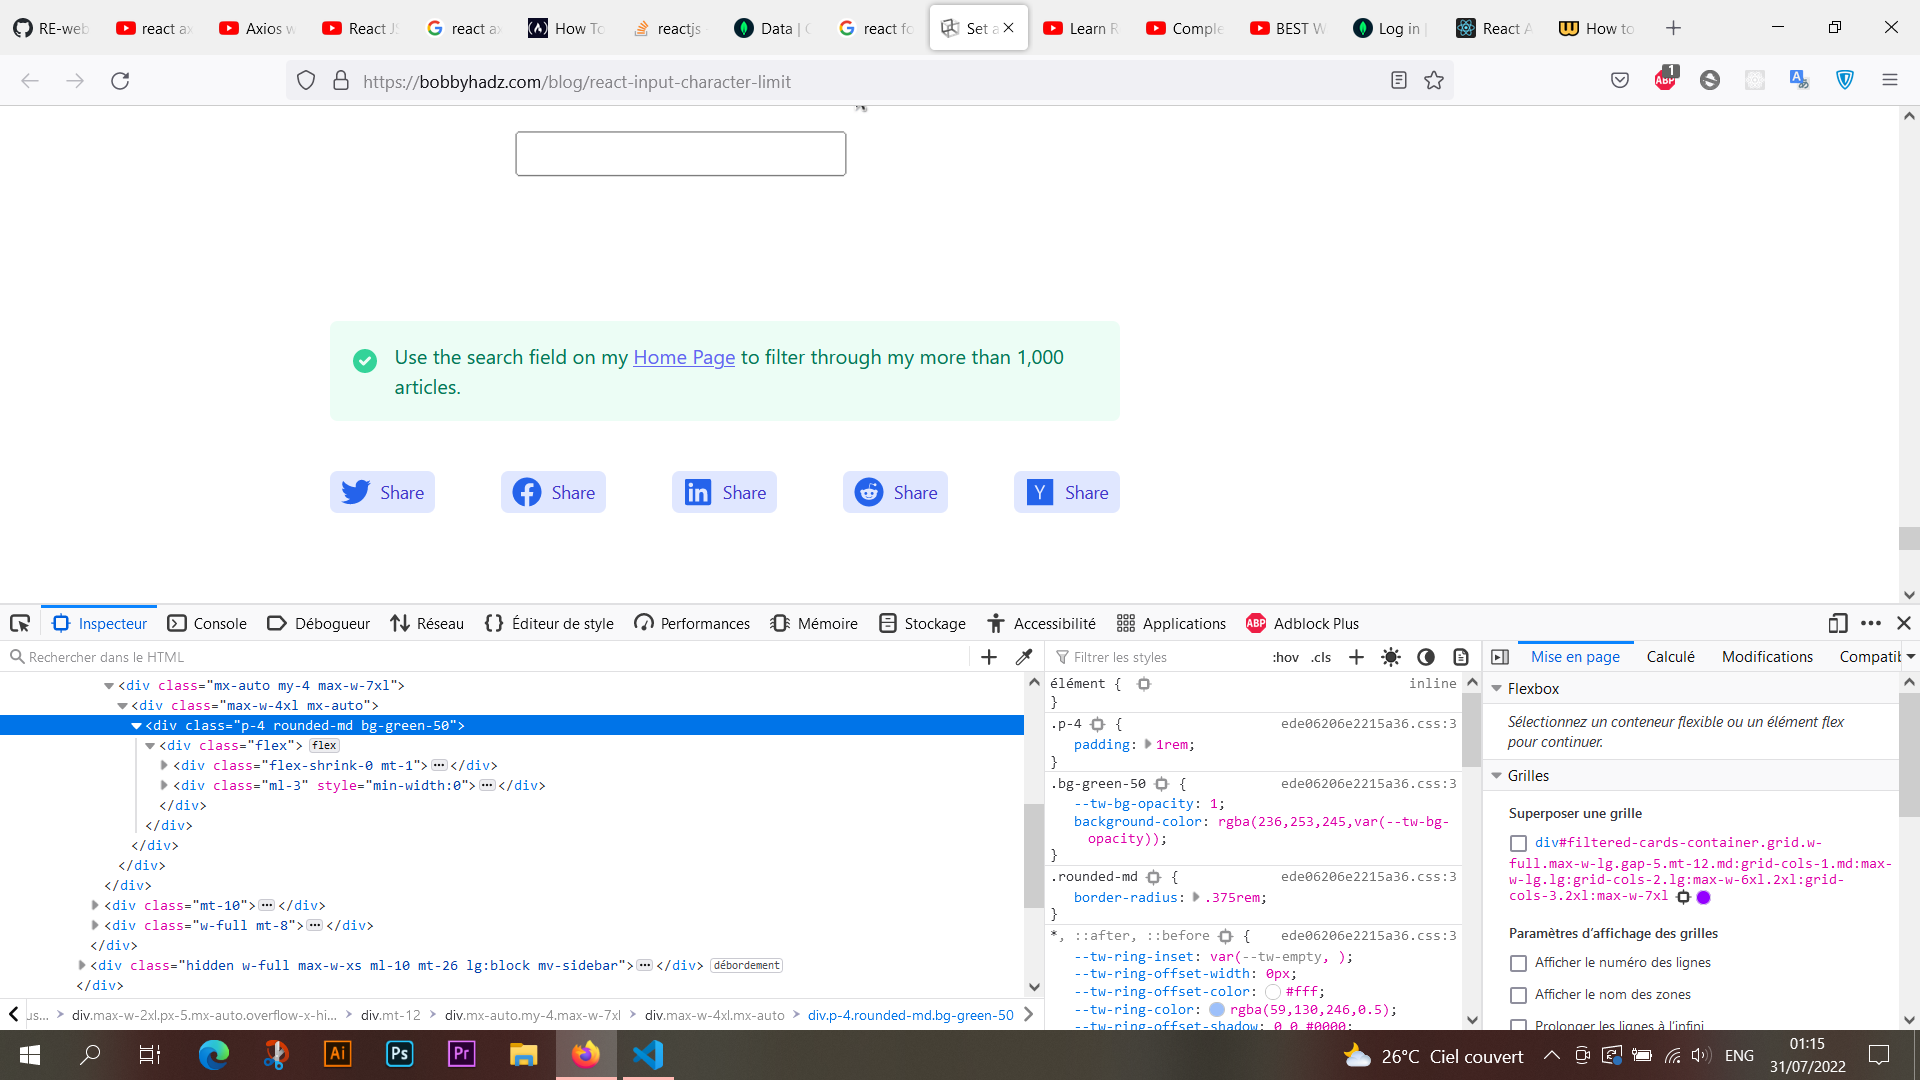 RE-web
react ax
Axios w
React JS
react ax
How To
reactjs
Data | C
react fo
Set a
Learn R
Comple
BEST W
Log in |
React A
How to
https://bobbyhadz.com/blog/react-input-character-limit
ABP 1
Use the search field on my Home Page to filter through my more than 1,000
articles.
Share Share Share Share Y Share
Inspecteur Console Débogueur Réseau Éditeur de style Performances Mémoire Stockage Accessibilité Applications ABP Adblock Plus
Rechercher dans le HTML
<div class="mx-auto my-4 max-w-7xl">
<div class="max-w-4xl mx-auto">
<div class="p-4 rounded-md bg-green-50">
<div class="flex"> flex
<div class="flex-shrink-0 mt-1"> ··· </div>
<div class="ml-3" style="min-width:0"> ··· </div>
</div>
</div>
</div>
</div>
</div>
<div class="mt-10"> ··· </div>
<div class="w-full mt-8"> ··· </div>
</div>
<div class="hidden w-full max-w-xs ml-10 mt-26 lg:block mv-sidebar"> ··· </div> débordement
</div>
us... > div.max-w-2xl.px-5.mx-auto.overflow-x-hi... > div.mt-12 > div.mx-auto.my-4.max-w-7xl > div.max-w-4xl.mx-auto > div.p-4.rounded-md.bg-green-50
Filtrer les styles :hov .cls +
élément { inline
}
.p-4 { ede06206e2215a36.css:3
padding: 1rem;
}
.bg-green-50 { ede06206e2215a36.css:3
--tw-bg-opacity: 1;
background-color: rgba(236,253,245,var(--tw-bg-
opacity));
}
.rounded-md { ede06206e2215a36.css:3
border-radius: .375rem;
}
*, ::after, ::before { ede06206e2215a36.css:3
--tw-ring-inset: var(--tw-empty, );
--tw-ring-offset-width: 0px;
--tw-ring-offset-color: #fff;
--tw-ring-color: rgba(59,130,246,0.5);
--tw-ring-offset-shadow: 0 0 #0000;
Mise en page Calculé Modifications Compatib
Flexbox
Sélectionnez un conteneur flexible ou un élément flex
pour continuer.
Grilles
Superposer une grille
div#filtered-cards-container.grid.w-
full.max-w-lg.gap-5.mt-12.md:grid-cols-1.md:max-
w-lg.lg:grid-cols-2.lg:max-w-6xl.2xl:grid-
cols-3.2xl:max-w-7xl
Paramètres d’affichage des grilles
Afficher le numéro des lignes
Afficher le nom des zones
Prolonger les lignes à l’infini
Ai
Ps
Pr
26°C Ciel couvert
ENG
01:15
31/07/2022